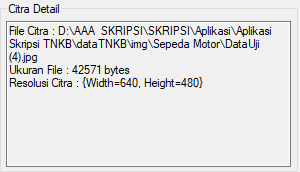 Citra Detail
File Citra : D:\AAA  SKRIPSI\SKRIPSI\Aplikasi\Aplikasi
Skripsi TNKB\dataTNKB\img\Sepeda Motor\DataUji
(4).jpg
Ukuran File : 42571 bytes
Resolusi Citra : {Width=640, Height=480}